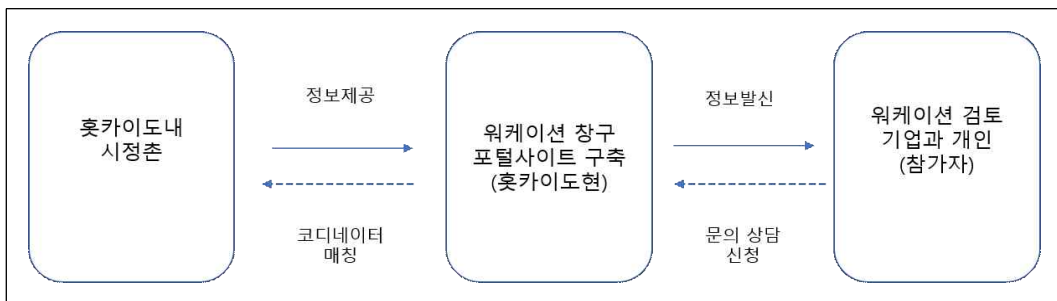 홋카이도내
시정촌
정보제공
코디네이터
매칭
워케이션 창구
포털사이트 구축
(홋카이도현)
정보발신
문의 상담
신청
워케이션 검토
기업과 개인
(참가자)